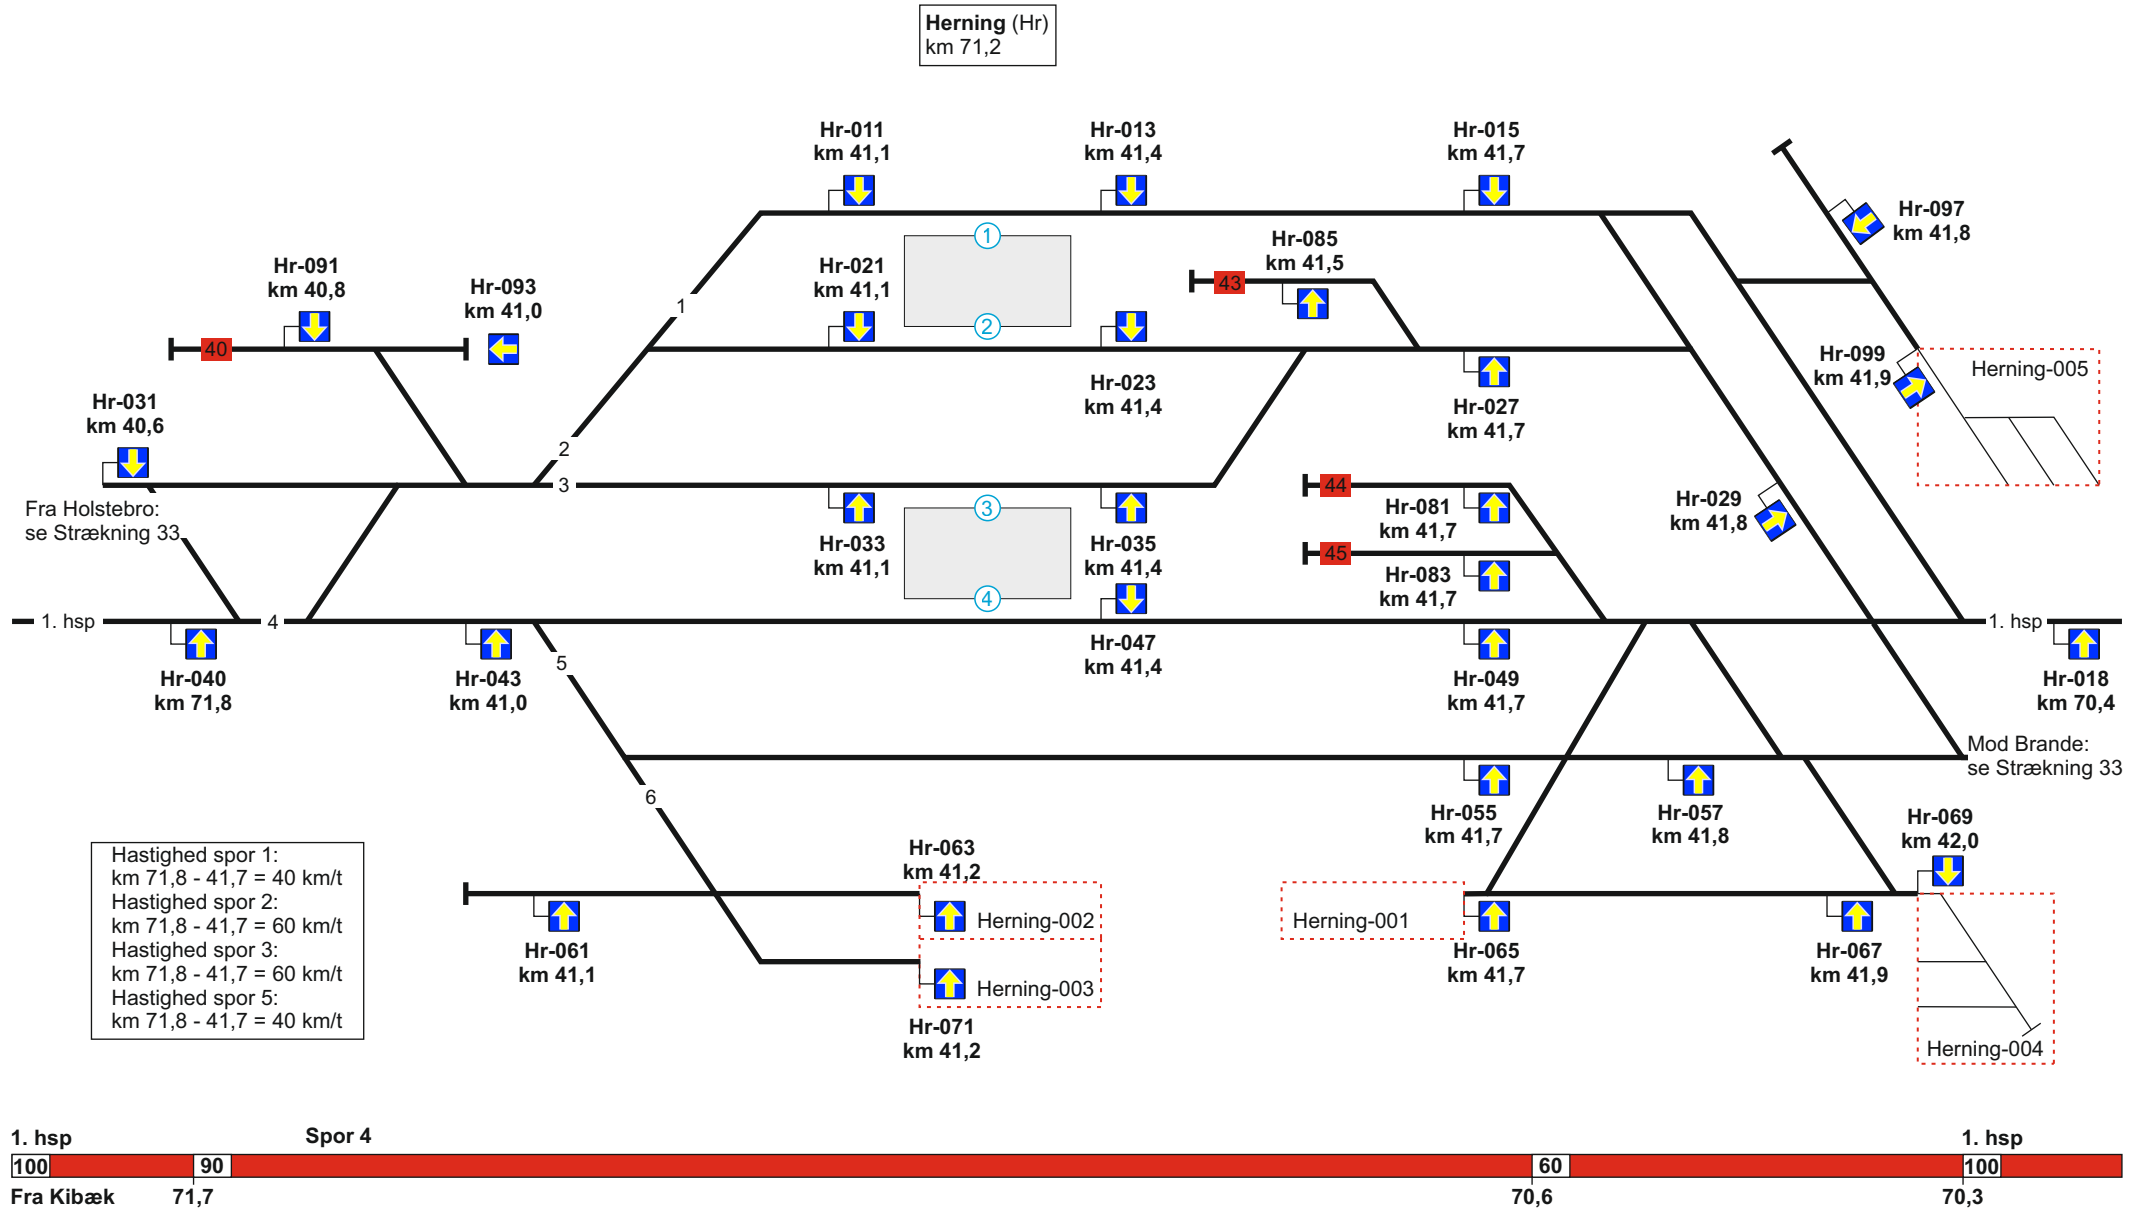 Herning (Hr)
km 71,2
Hr-011
km 41,1
Hr-013
km 41,4
Hr-015
km 41,7
Hr-097
km 41,8
1
Hr-085
km 41,5
43
Hr-091
km 40,8
Hr-093
km 41,0
Hr-021
km 41,1
1
2
40
Hr-023
km 41,4
Hr-027
km 41,7
Hr-099
km 41,9
Herning-005
Hr-031
km 40,6
2
3
44
Fra Holstebro:
se Strækning 33
Hr-033
km 41,1
3
Hr-035
km 41,4
Hr-081
km 41,7
Hr-029
km 41,8
45
Hr-083
km 41,7
4
1. hsp
4
1. hsp
Hr-040
km 71,8
Hr-043
km 41,0
5
Hr-047
km 41,4
Hr-049
km 41,7
Hr-018
km 70,4
Mod Brande:
se Strækning 33
6
Hr-055
km 41,7
Hr-057
km 41,8
Hr-069
km 42,0
Hastighed spor 1:
km 71,8 - 41,7 = 40 km/t
Hastighed spor 2:
km 71,8 - 41,7 = 60 km/t
Hastighed spor 3:
km 71,8 - 41,7 = 60 km/t
Hastighed spor 5:
km 71,8 - 41,7 = 40 km/t
Hr-063
km 41,2
Herning-002
Herning-001
Hr-061
km 41,1
Hr-065
km 41,7
Hr-067
km 41,9
Herning-003
Hr-071
km 41,2
Herning-004
1. hsp
Spor 4
1. hsp
100
90
60
100
Fra Kibæk
71,7
70,6
70,3